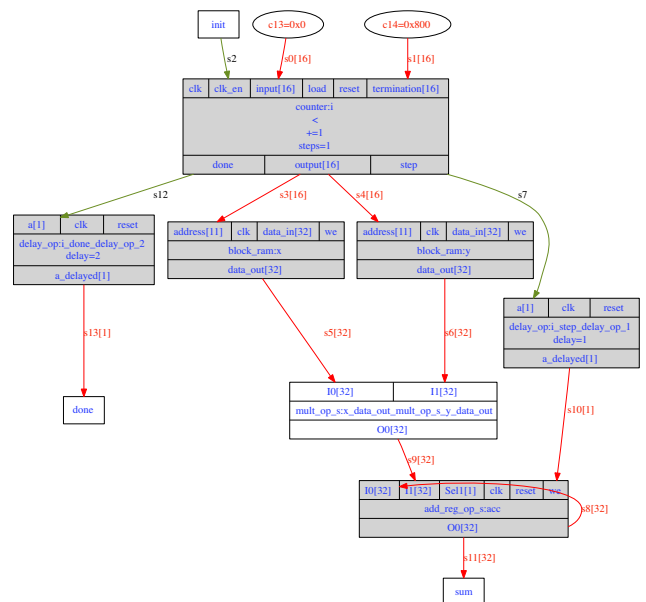 init
c13=0x0
c14=0x800
s2
s0[16]
s1[16]
clk clk_en input[16] load reset termination[16]
counter:i
<
+=1
steps=1
done output[16] step
s12
s3[16]
s4[16]
s7
a[1] clk reset
delay_op:i_done_delay_op_2
delay=2
a_delayed[1]
address[11] clk data_in[32] we
block_ram:x
data_out[32]
address[11] clk data_in[32] we
block_ram:y
data_out[32]
a[1] clk reset
delay_op:i_step_delay_op_1
delay=1
a_delayed[1]
s13[1]
s5[32]
s6[32]
done
I0[32] I1[32]
mult_op_s:x_data_out_mult_op_s_y_data_out
O0[32]
s10[1]
s9[32]
I0[32] I1[32] Sel1[1] clk reset we
add_reg_op_s:acc
O0[32]
s8[32]
s11[32]
sum